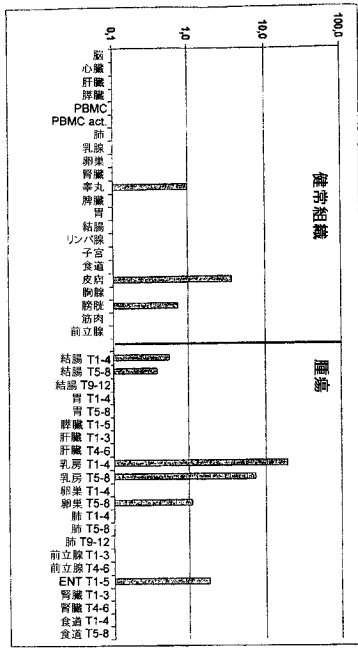 0,1
1,0
10,0
100,0
健常組織
腫瘍
脳
心臓
肝臓
膵臓
PBMC
PBMC act.
肺
乳腺
卵巣
腎臓
睾丸
脾臓
胃
結腸
リンパ腺
子宮
食道
皮膚
胸腺
膀胱
筋肉
前立腺
結腸 T1-4
結腸 T5-8
結腸 T9-12
胃 T1-4
胃 T5-8
膵臓 T1-5
肝臓 T1-3
肝臓 T4-6
乳房 T1-4
乳房 T5-8
卵巣 T1-4
卵巣 T5-8
肺 T1-4
肺 T5-8
肺 T9-12
前立腺 T1-3
前立腺 T4-6
ENT T1-5
腎臓 T1-3
腎臓 T4-6
食道 T1-4
食道 T5-8